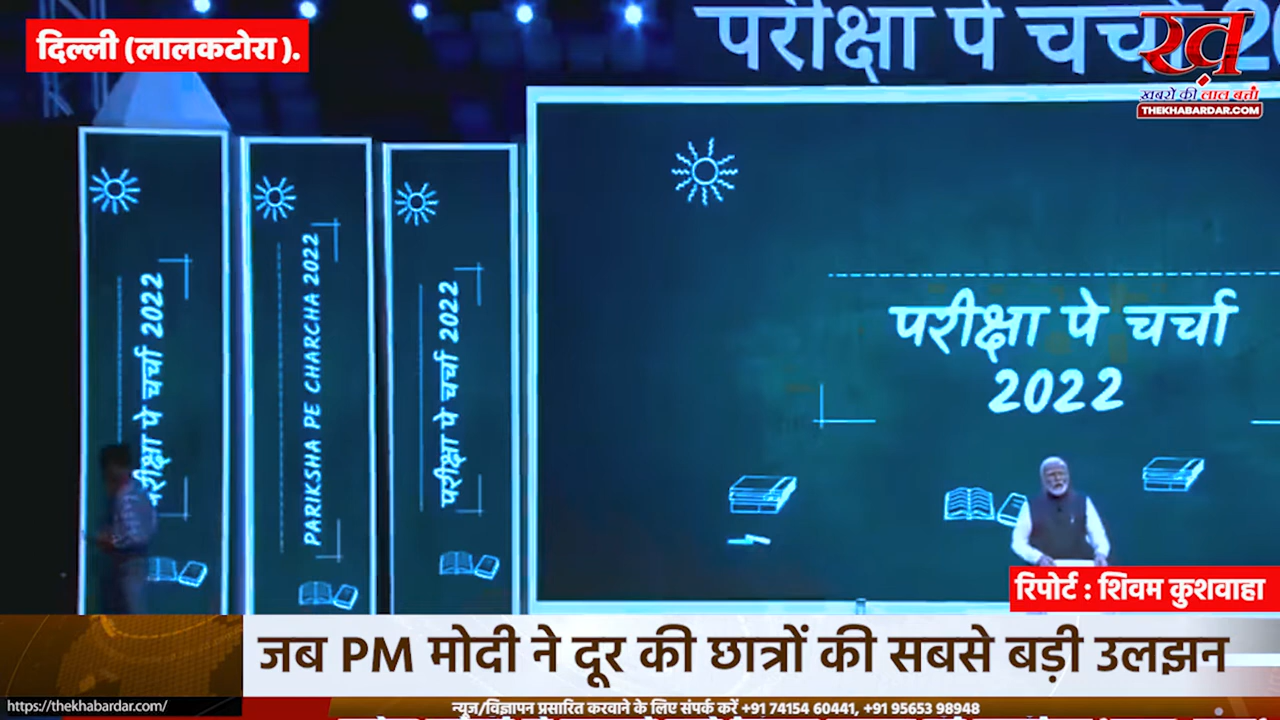 दिल्ली (लालकटोरा ).
परीक्षा पे चर्चा
ख़
खबरों की लाल बत्ती
THEKHABARDAR.COM
परीक्षा पे चर्चा 2022
PARIKSHA PE CHARCHA 2022
परीक्षा पे चर्चा 2022
परीक्षा पे चर्चा
2022
रिपोर्ट : शिवम कुशवाहा
जब PM मोदी ने दूर की छात्रों की सबसे बड़ी उलझन
https://thekhabardar.com/
न्यूज/विज्ञापन प्रसारित करवाने के लिए संपर्क करें +91 74154 60441, +91 95653 98948